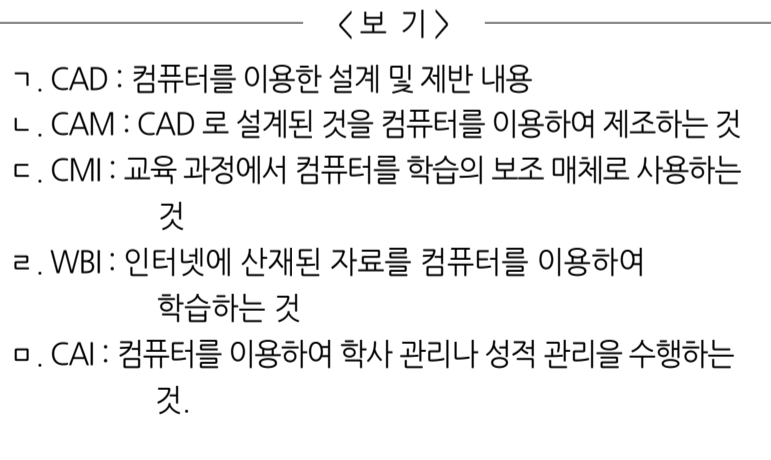 〈보 기〉
ㄱ. CAD : 컴퓨터를 이용한 설계 및 제반 내용
ㄴ. CAM : CAD 로 설계된 것을 컴퓨터를 이용하여 제조하는 것
ㄷ. CMI : 교육 과정에서 컴퓨터를 학습의 보조 매체로 사용하는
것
ㄹ. WBI : 인터넷에 산재된 자료를 컴퓨터를 이용하여
학습하는 것
ㅁ. CAI : 컴퓨터를 이용하여 학사 관리나 성적 관리을 수행하는
것.